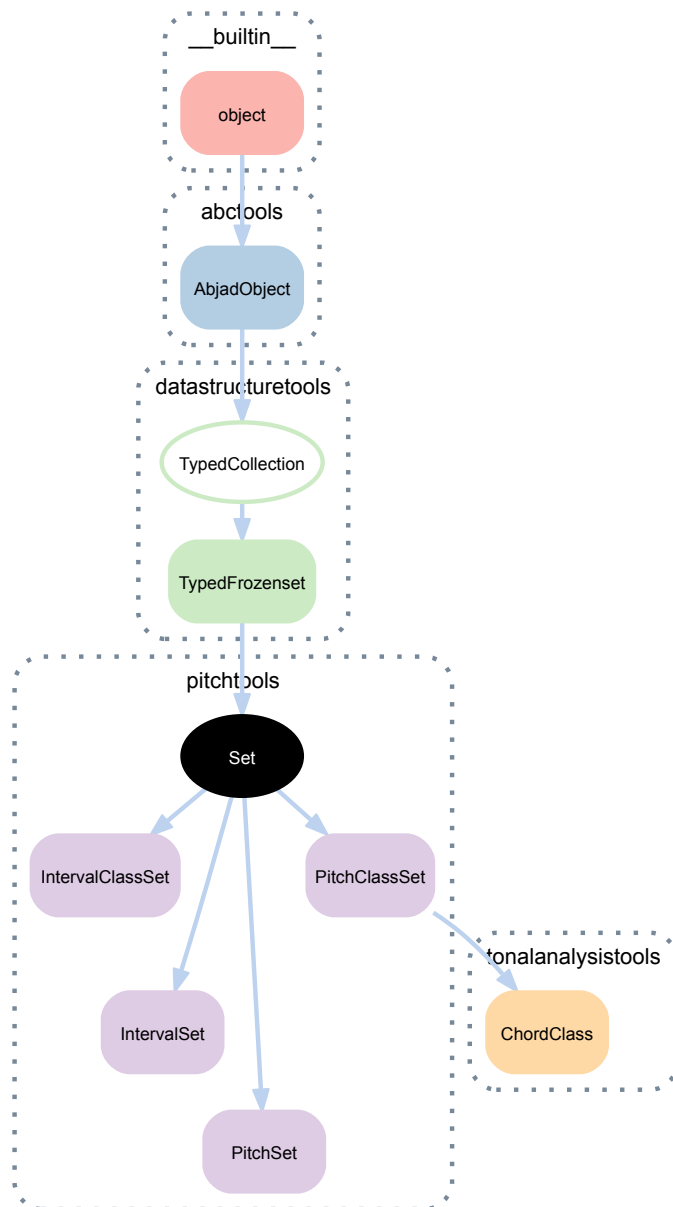 __builtin__
object
abctools
AbjadObject
datastructuretools
TypedCollection
TypedFrozenset
pitchtools
Set
IntervalClassSet
PitchClassSet
tonalanalysistools
IntervalSet
ChordClass
PitchSet